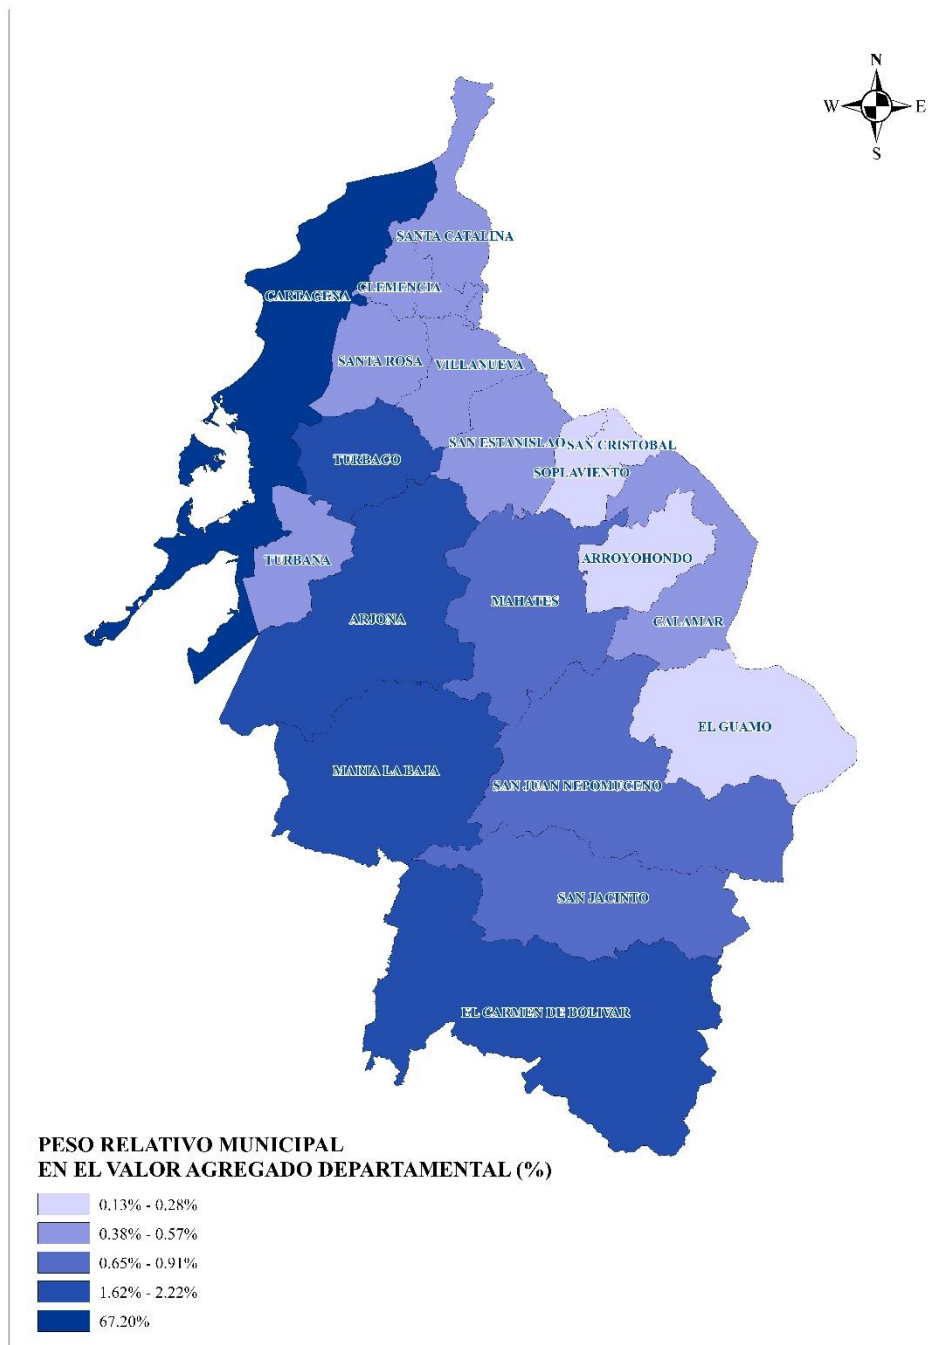 N
W E
S
SANTA CATALINA
CLEMENCIA
CARTAGENA
SANTA ROSA
VILLANUEVA
SAN ESTANISLAO
SAN CRISTOBAL
TURBACO
SOPLAVIENTO
TURBANA
ARROYOHONDO
MAHATES
ARJONA
CALAMAR
EL GUAMO
MARIA LA BAJA
SAN JUAN NEPOMUCENO
SAN JACINTO
EL CARMEN DE BOLIVAR
PESO RELATIVO MUNICIPAL
EN EL VALOR AGREGADO DEPARTAMENTAL (%)
0.13% - 0.28%
0.38% - 0.57%
0.65% - 0.91%
1.62% - 2.22%
67.20%